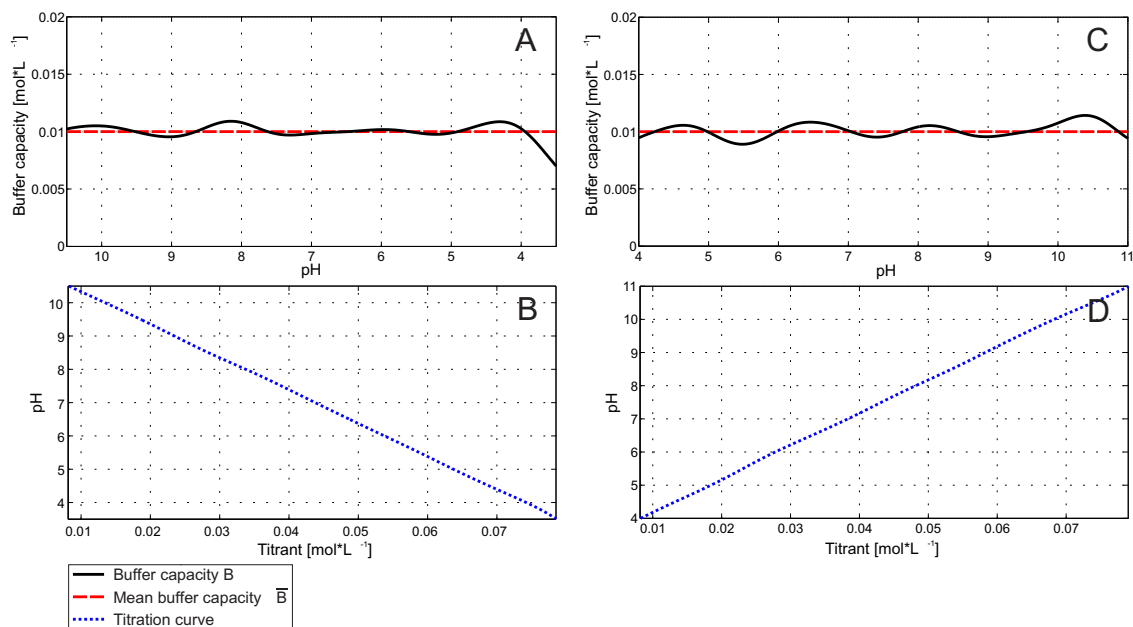 A
Buffer capacity [mol*L ⁻¹]
0.02
0.015
0.01
0.005
0
10 9 8 7 6 5 4
pH
C
Buffer capacity [mol*L ⁻¹]
0.02
0.015
0.01
0.005
0
4 5 6 7 8 9 10 11
pH
B
pH
10
9
8
7
6
5
4
0.01 0.02 0.03 0.04 0.05 0.06 0.07
Titrant [mol*L ⁻¹]
D
pH
11
10
9
8
7
6
5
4
0.01 0.02 0.03 0.04 0.05 0.06 0.07
Titrant [mol*L ⁻¹]
Buffer capacity B
Mean buffer capacity B̅
Titration curve